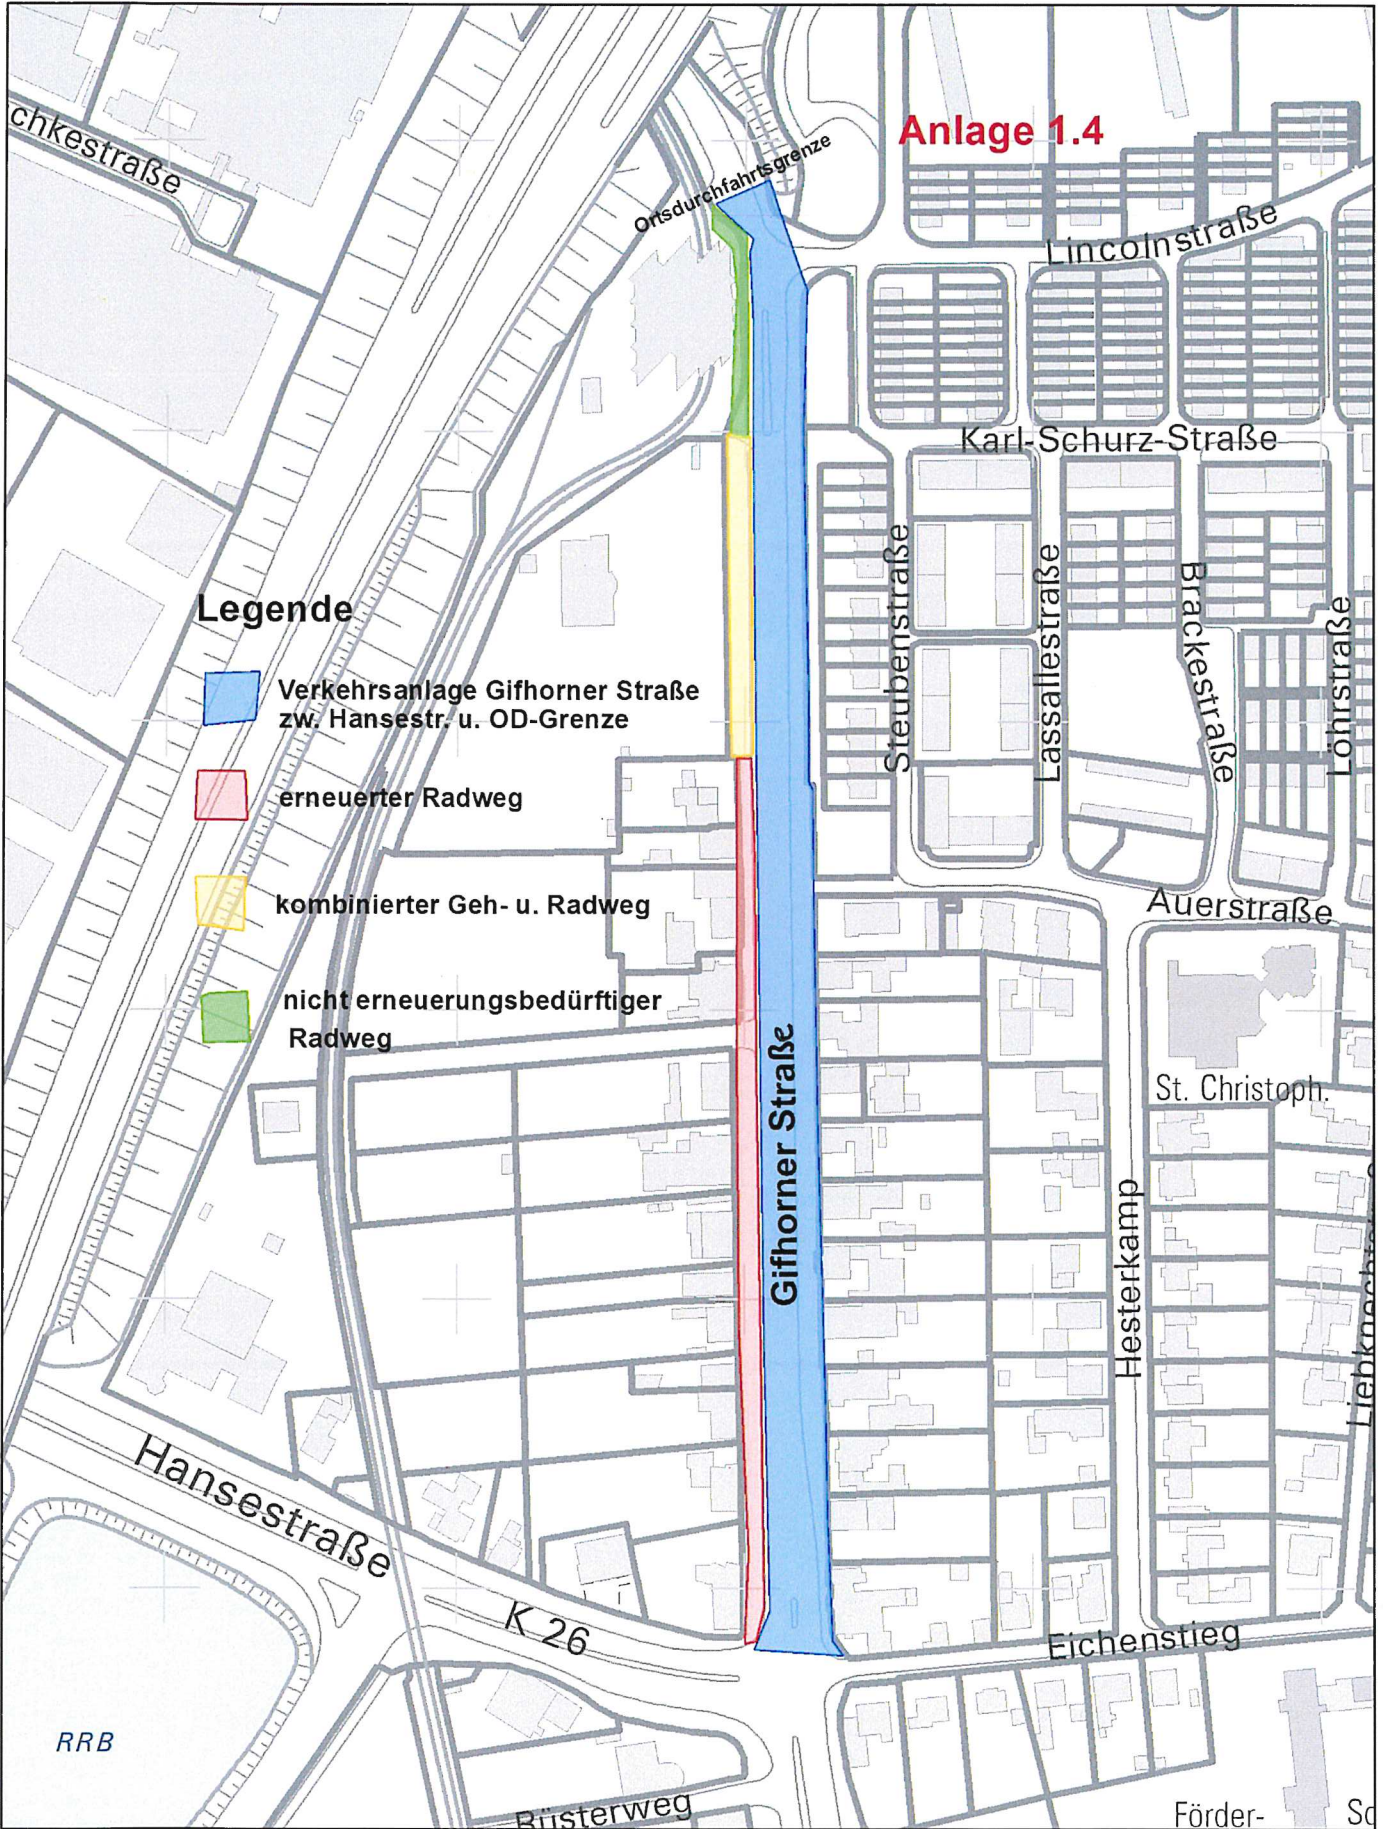 Anlage 1.4
chkestraße
Ortsdurchfahrtsgrenze
Lincolnstraße
Karl-Schurz-Straße
Steubenstraße
Lassallestraße
Brackestraße
Löhrstraße
Legende
Verkehrsanlage Gifhorner Straße
zw. Hansestr. u. OD-Grenze
erneuerter Radweg
kombinierter Geh- u. Radweg
nicht erneuerungsbedürftiger
Radweg
Auerstraße
St. Christoph.
Gifhorner Straße
Hesterkamp
Hansestraße
K 26
Eichenstieg
RRB
Rüsterweg
Förder-